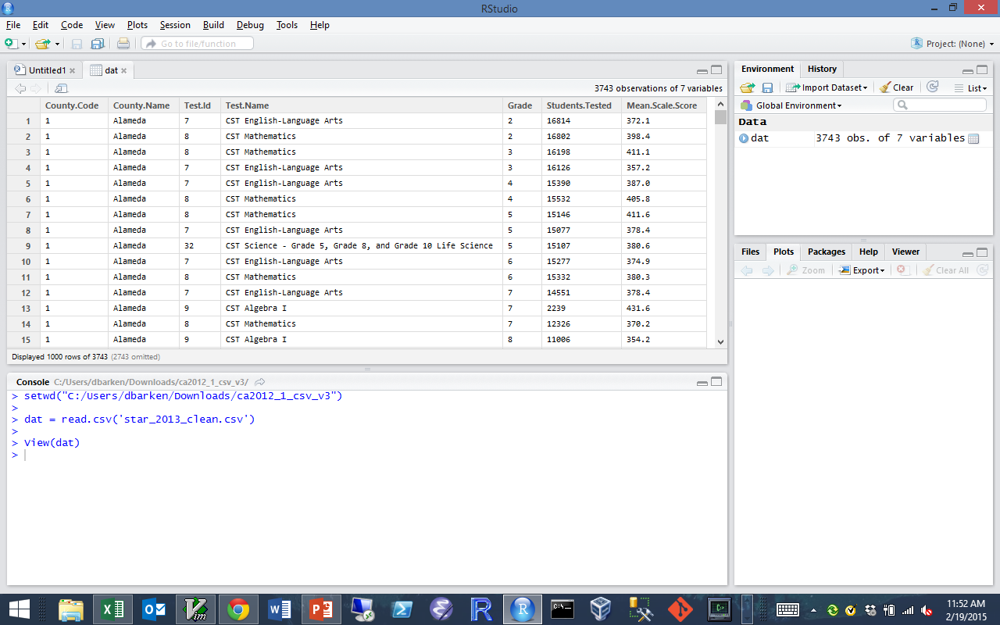 RStudio
File Edit Code View Plots Session Build Debug Tools Help
Go to file/function
Project: (None)
Untitled1 dat
3743 observations of 7 variables
County.Code County.Name Test.Id Test.Name Grade Students.Tested Mean.Scale.Score
1 1 Alameda 7 CST English-Language Arts 2 16814 372.1
2 1 Alameda 8 CST Mathematics 2 16802 398.4
3 1 Alameda 8 CST Mathematics 3 16198 411.1
4 1 Alameda 7 CST English-Language Arts 3 16126 357.2
5 1 Alameda 7 CST English-Language Arts 4 15390 387.0
6 1 Alameda 8 CST Mathematics 4 15532 405.8
7 1 Alameda 8 CST Mathematics 5 15146 411.6
8 1 Alameda 7 CST English-Language Arts 5 15077 378.4
9 1 Alameda 32 CST Science - Grade 5, Grade 8, and Grade 10 Life Science 5 15107 380.6
10 1 Alameda 7 CST English-Language Arts 6 15277 374.9
11 1 Alameda 8 CST Mathematics 6 15332 380.3
12 1 Alameda 7 CST English-Language Arts 7 14551 378.4
13 1 Alameda 9 CST Algebra I 7 2239 431.6
14 1 Alameda 8 CST Mathematics 7 12326 370.2
15 1 Alameda 9 CST Algebra I 8 11006 354.2
Displayed 1000 rows of 3743 (2743 omitted)
Console C:/Users/dbarken/Downloads/ca2012_1_csv_v3/
> setwd("C:/Users/dbarken/Downloads/ca2012_1_csv_v3")
>
> dat = read.csv('star_2013_clean.csv')
>
> View(dat)
>
Environment History
Import Dataset Clear List
Global Environment
Data
dat 3743 obs. of 7 variables
Files Plots Packages Help Viewer
Zoom Export Clear All
11:52 AM
2/19/2015